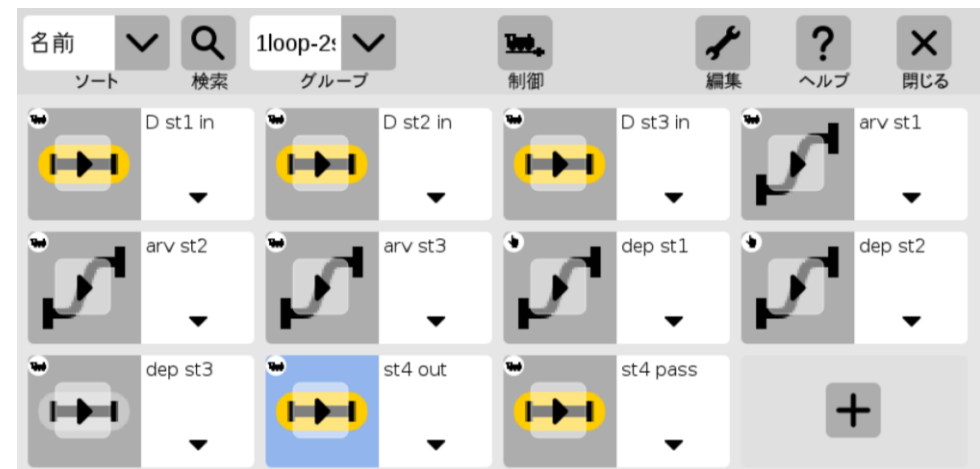 名前
1loop-2s
ソート
検索
グループ
制御
編集
ヘルプ
閉じる
D st1 in
D st2 in
D st3 in
arv st1
arv st2
arv st3
dep st1
dep st2
dep st3
st4 out
st4 pass